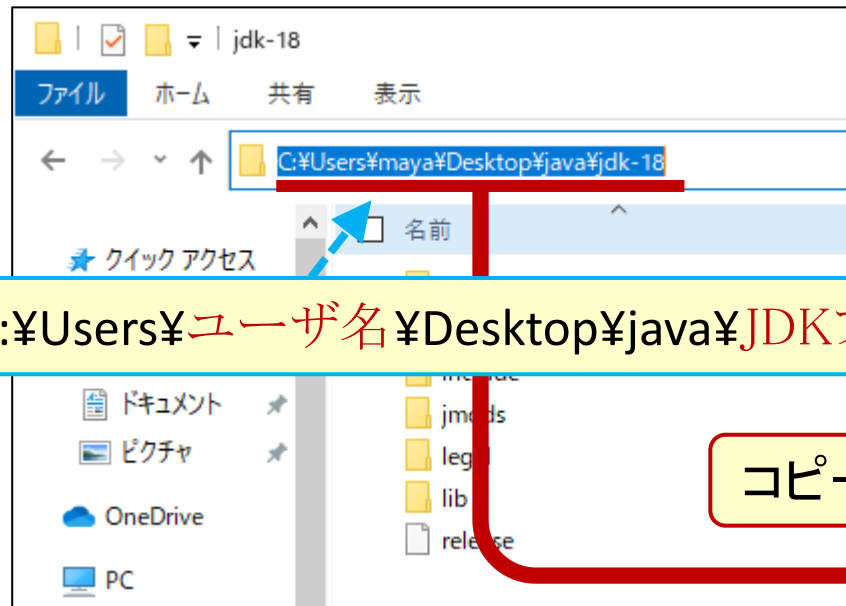 jdk-18
ファイル ホーム 共有 表示
C:¥Users¥maya¥Desktop¥java¥jdk-18
名前
クイック アクセス
:¥Users¥ユーザ名¥Desktop¥java¥JDK
include
ドキュメント
jmods
ピクチャ
legal
lib
コピー
OneDrive
release
PC